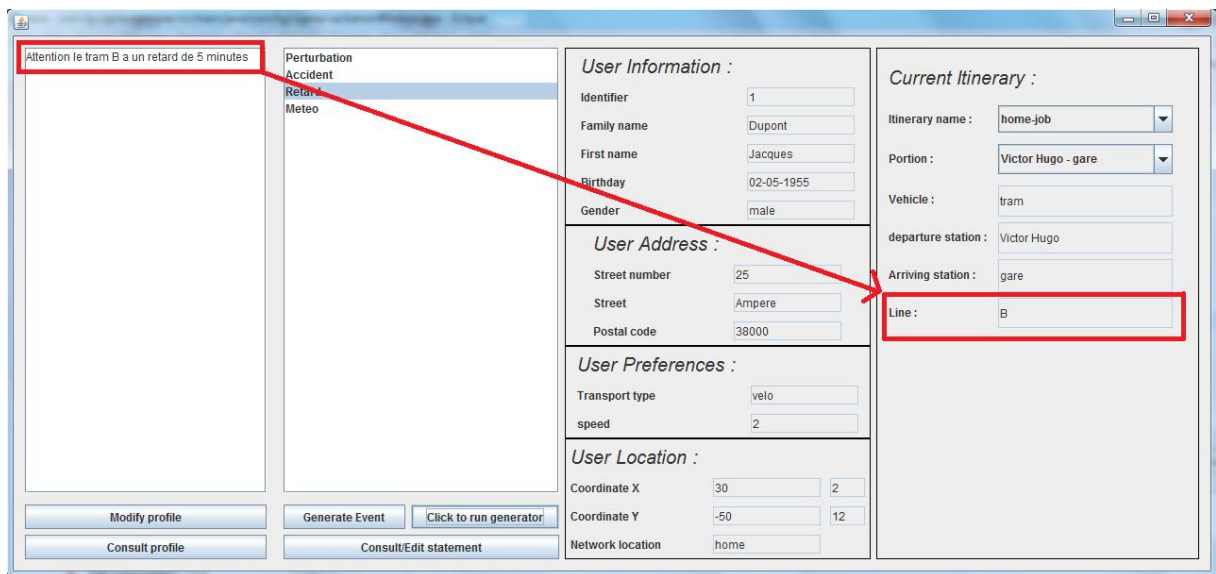 Attention le tram B a un retard de 5 minutes
Perturbation
Accident
Retard
Meteo
Modify profile
Consult profile
Generate Event
Click to run generator
Consult/Edit statement
User Information :
Identifier 1
Family name Dupont
First name Jacques
Birthday 02-05-1955
Gender male
User Address :
Street number 25
Street Ampere
Postal code 38000
User Preferences :
Transport type velo
speed 2
User Location :
Coordinate X 30 2
Coordinate Y -50 12
Network location home
Current Itinerary :
Itinerary name : home-job
Portion : Victor Hugo - gare
Vehicle : tram
departure station : Victor Hugo
Arriving station : gare
Line : B